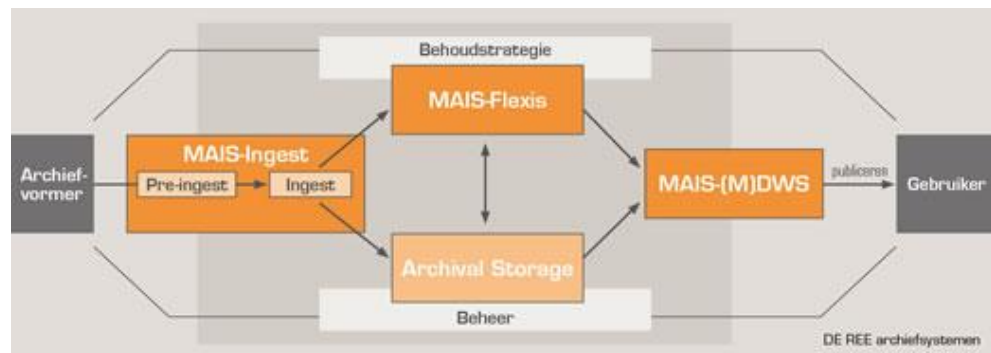 Behoudstrategie
MAIS-Flexis
MAIS-Ingest
Archief-
vormer
Pre-ingest
Ingest
MAIS-(M)DWS
publiceren
Gebruiker
Archival Storage
Beheer
DE REE archiefsystemen